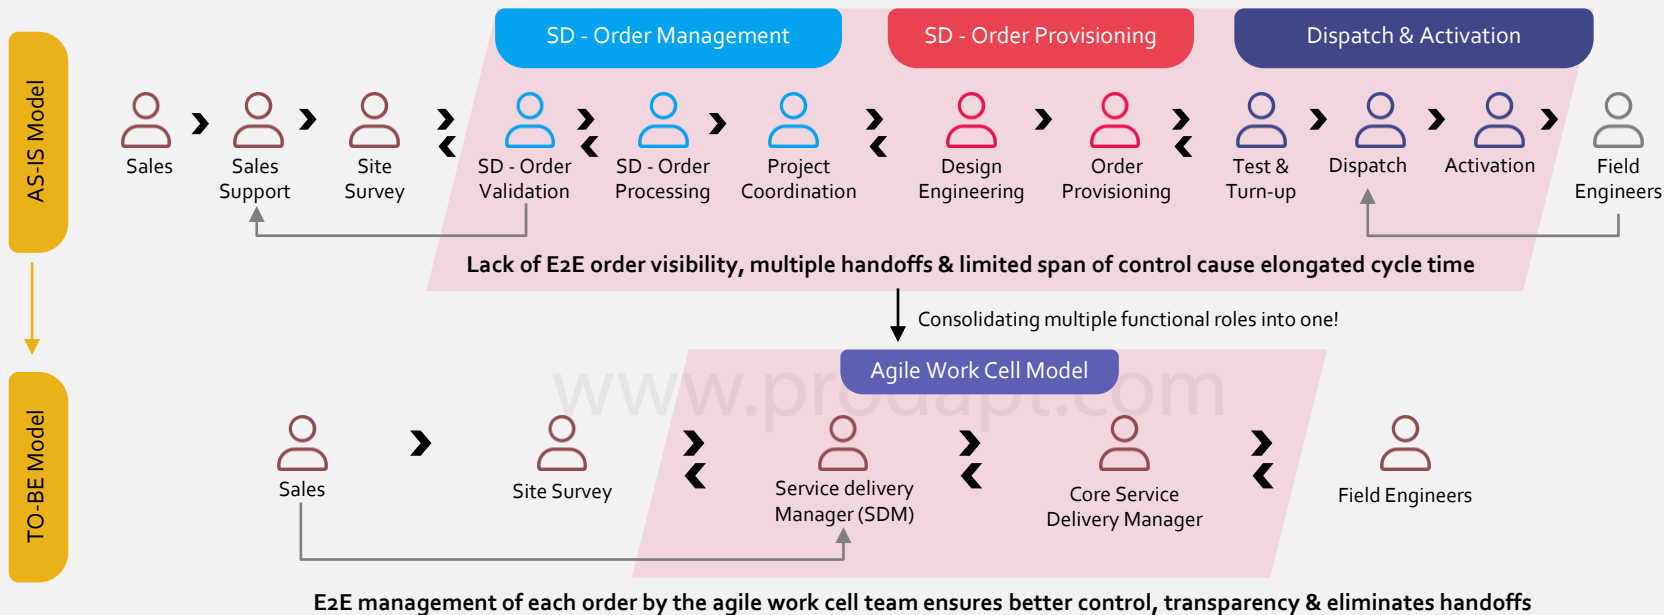 SD - Order Management
SD - Order Provisioning
Dispatch & Activation
AS-IS Model
Sales
Sales
Support
Site
Survey
SD - Order
Validation
SD - Order
Processing
Project
Coordination
Design
Engineering
Order
Provisioning
Test &
Turn-up
Dispatch
Activation
Field
Engineers
Lack of E2E order visibility, multiple handoffs & limited span of control cause elongated cycle time
Consolidating multiple functional roles into one!
Agile Work Cell Model
www.prodapt.com
TO-BE Model
Sales
Site Survey
Service delivery
Manager (SDM)
Core Service
Delivery Manager
Field Engineers
E2E management of each order by the agile work cell team ensures better control, transparency & eliminates handoffs